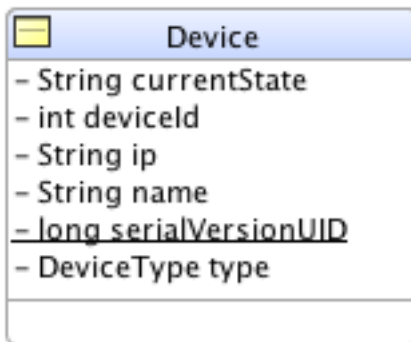 Device
– String currentState
– int deviceId
– String ip
– String name
– long serialVersionUID
– DeviceType type